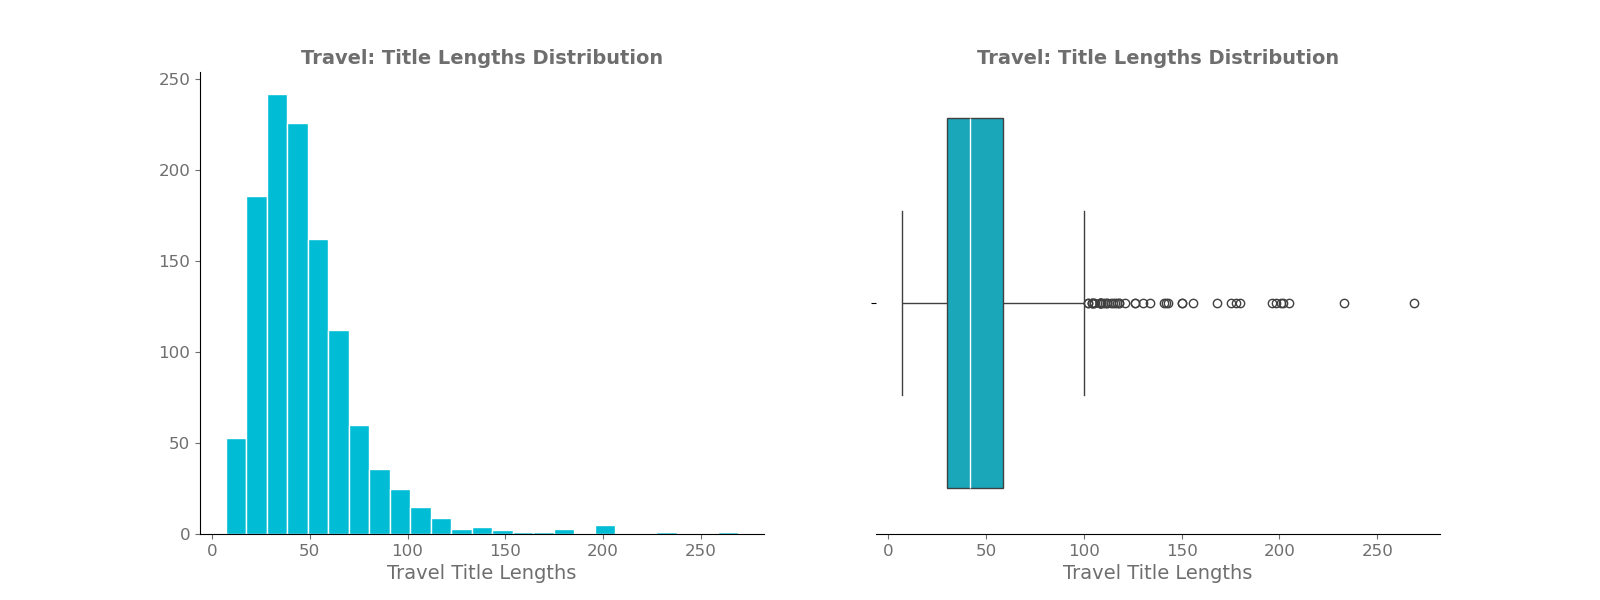 Travel: Title Lengths Distribution
250
200
150
100
50
0
0 50 100 150 200 250
Travel Title Lengths
Travel: Title Lengths Distribution
0 50 100 150 200 250
Travel Title Lengths